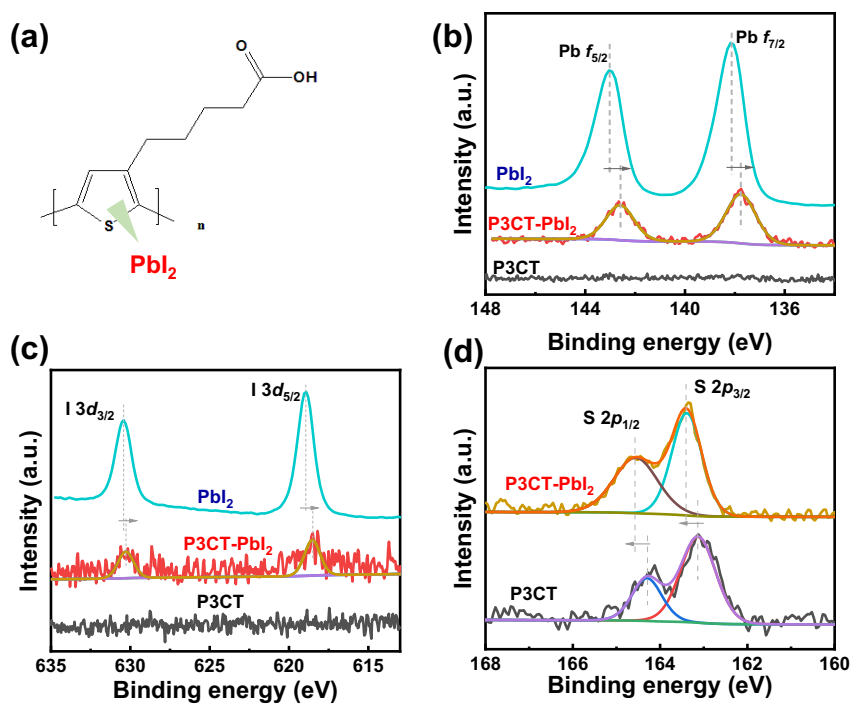 (a)
O
OH
S
n
PbI2
(b)
Pb f5/2
Pb f7/2
PbI2
P3CT-PbI2
P3CT
Intensity (a.u.)
148 144 140 136
Binding energy (eV)
(c)
I 3d3/2
I 3d5/2
PbI2
P3CT-PbI2
P3CT
Intensity (a.u.)
635 630 625 620 615
Binding energy (eV)
(d)
S 2p1/2
S 2p3/2
P3CT-PbI2
P3CT
Intensity (a.u.)
168 166 164 162 160
Binding energy (eV)